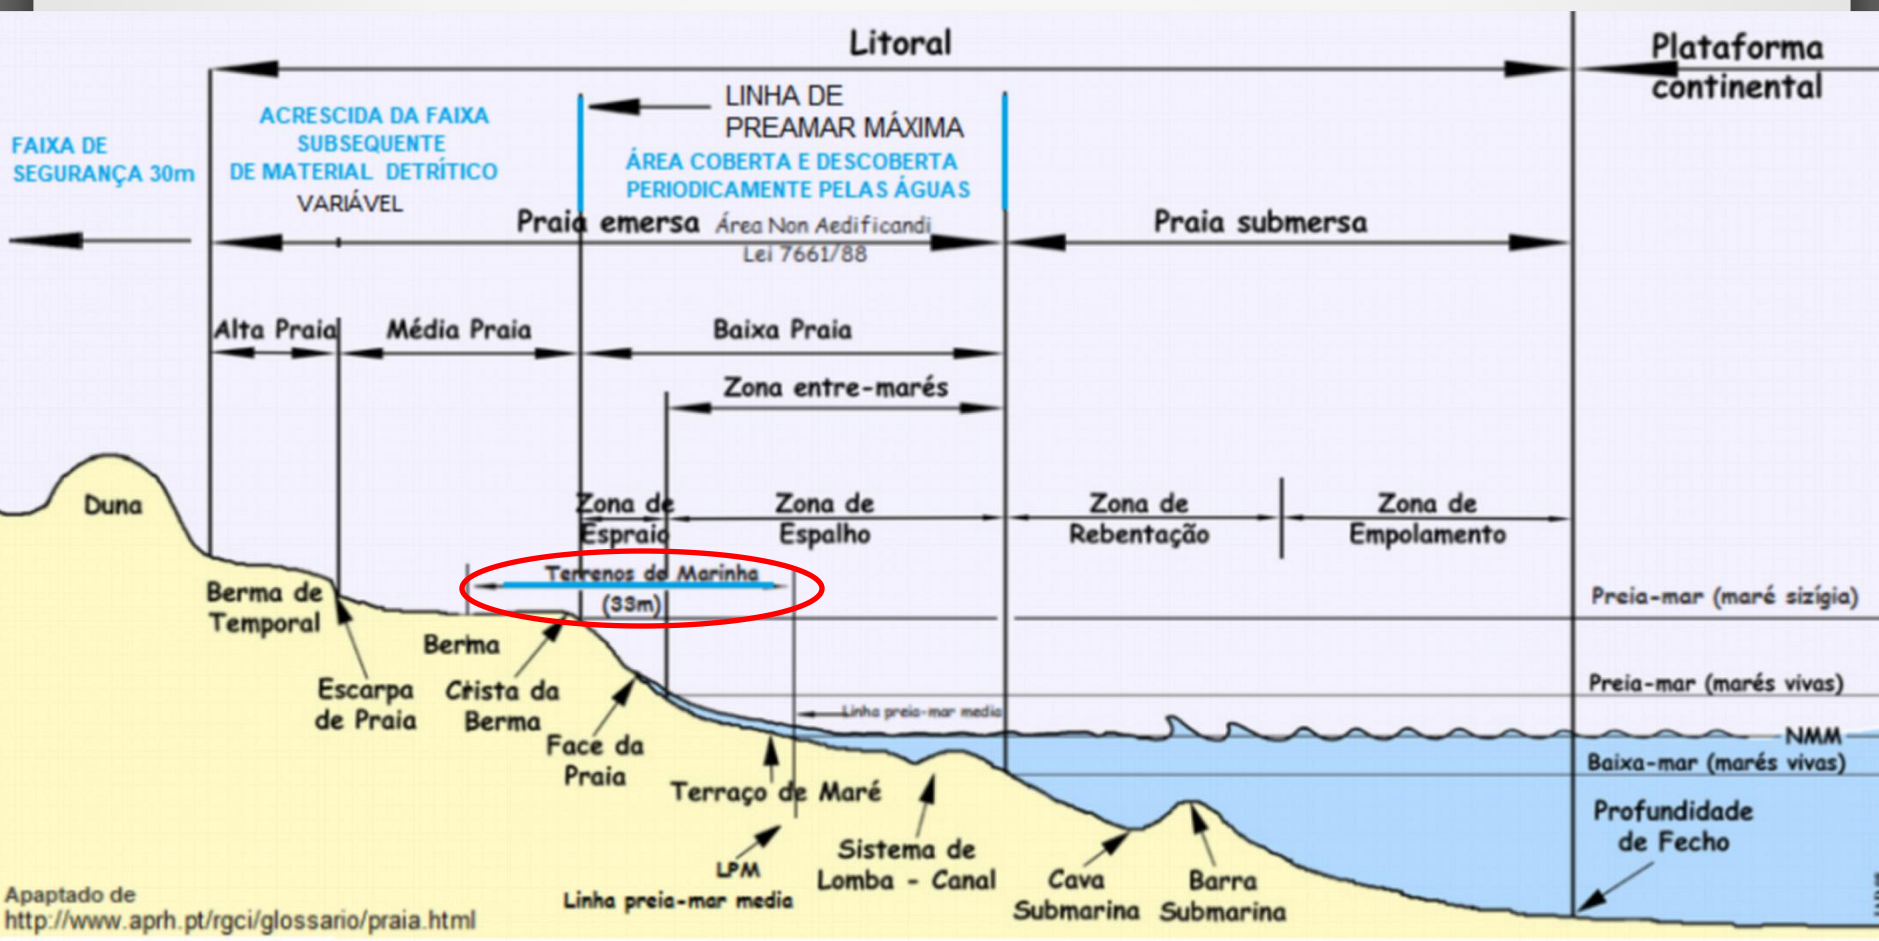 Litoral
Plataforma
continental
LINHA DE
PREAMAR MÁXIMA
ACRESCIDA DA FAIXA
SUBSEQUENTE
DE MATERIAL DETRÍTICO
VARIÁVEL
FAIXA DE
SEGURANÇA 30m
ÁREA COBERTA E DESCOBERTA
PERIODICAMENTE PELAS ÁGUAS
Praia emersa
Área Non Aedificandi
Lei 7661/88
Praia submersa
Alta Praia
Média Praia
Baixa Praia
Zona entre-marés
Duna
Zona de
Espraio
Zona de
Espalho
Zona de
Rebentação
Zona de
Empolamento
Terrenos de Marinha
(33m)
Berma de
Temporal
Berma
Preia-mar (maré sizígia)
Escarpa
de Praia
Crista da
Berma
Face da
Praia
Preia-mar (marés vivas)
Linha preia-mar media
NMM
Baixa-mar (marés vivas)
Terraço de Maré
Profundidade
de Fecho
Sistema de
Lomba - Canal
LPM
Linha preia-mar media
Cava
Submarina
Barra
Submarina
Apaptado de
http://www.aprh.pt/rgci/glossario/praia.html